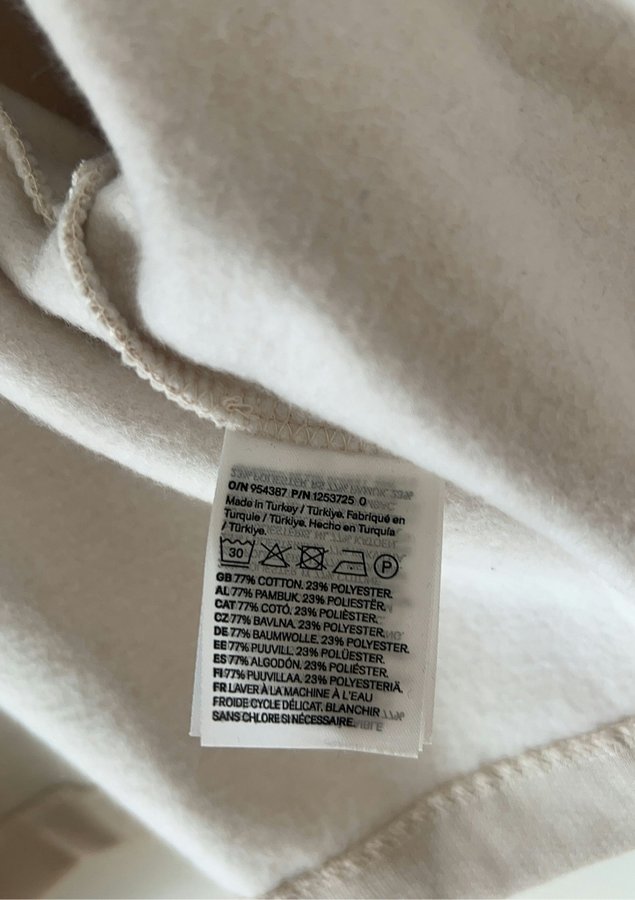 O/N 954387 P/N 1253725 0
Made in Turkey / Türkiye. Fabriqué en
Turquie / Türkiye. Hecho en Turquía
/ Türkiye.
30 P
GB 77% COTTON. 23% POLYESTER.
AL 77% PAMBUK. 23% POLIESTËR.
CAT 77% COTÓ. 23% POLIÈSTER.
CZ 77% BAVLNA. 23% POLYESTER.
DE 77% BAUMWOLLE. 23% POLYESTER.
EE 77% PUUVILL. 23% POLÜESTER.
ES 77% ALGODÓN. 23% POLIÉSTER.
FI 77% PUUVILLAA. 23% POLYESTERIÄ.
FR LAVER À LA MACHINE À L'EAU
FROIDE CYCLE DÉLICAT. BLANCHIR
SANS CHLORE SI NÉCESSAIRE.